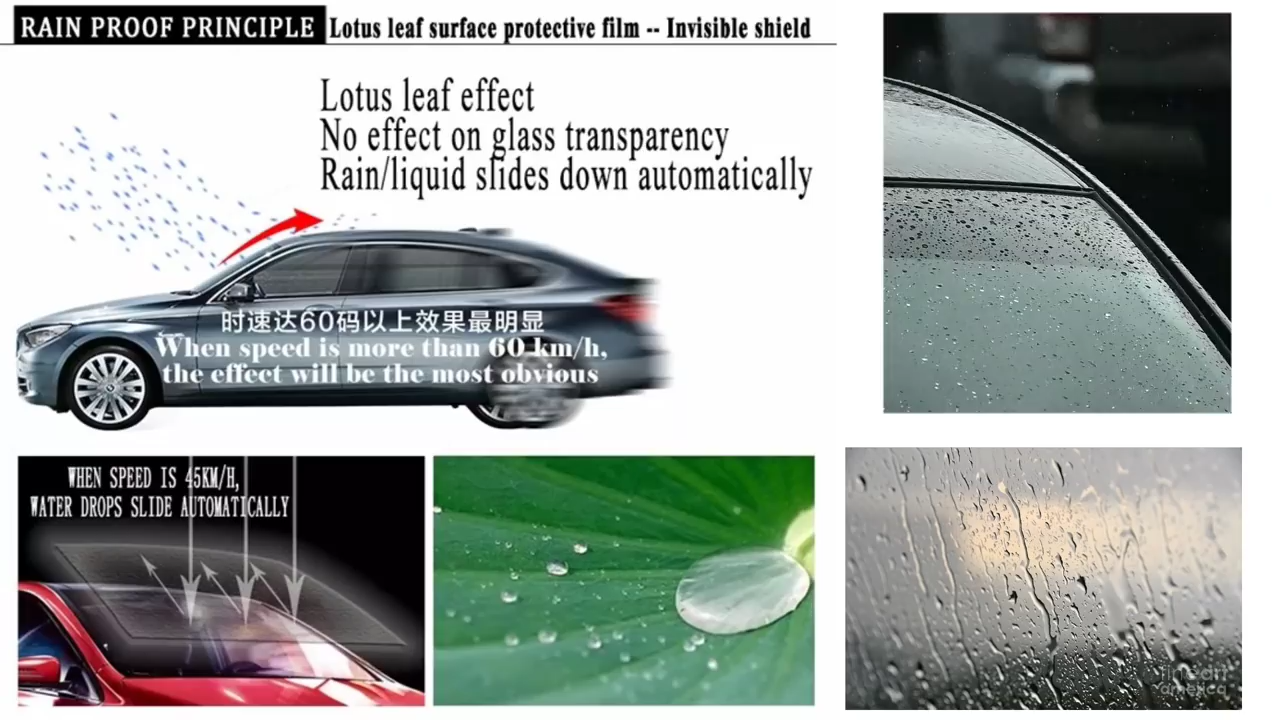 RAIN PROOF PRINCIPLE Lotus leaf surface protective film -- Invisible shield
Lotus leaf effect
No effect on glass transparency
Rain/liquid slides down automatically
时速达60码以上效果最明显
When speed is more than 60 km/h,
the effect will be the most obvious
WHEN SPEED IS 45KM/H,
WATER DROPS SLIDE AUTOMATICALLY
fineart
america